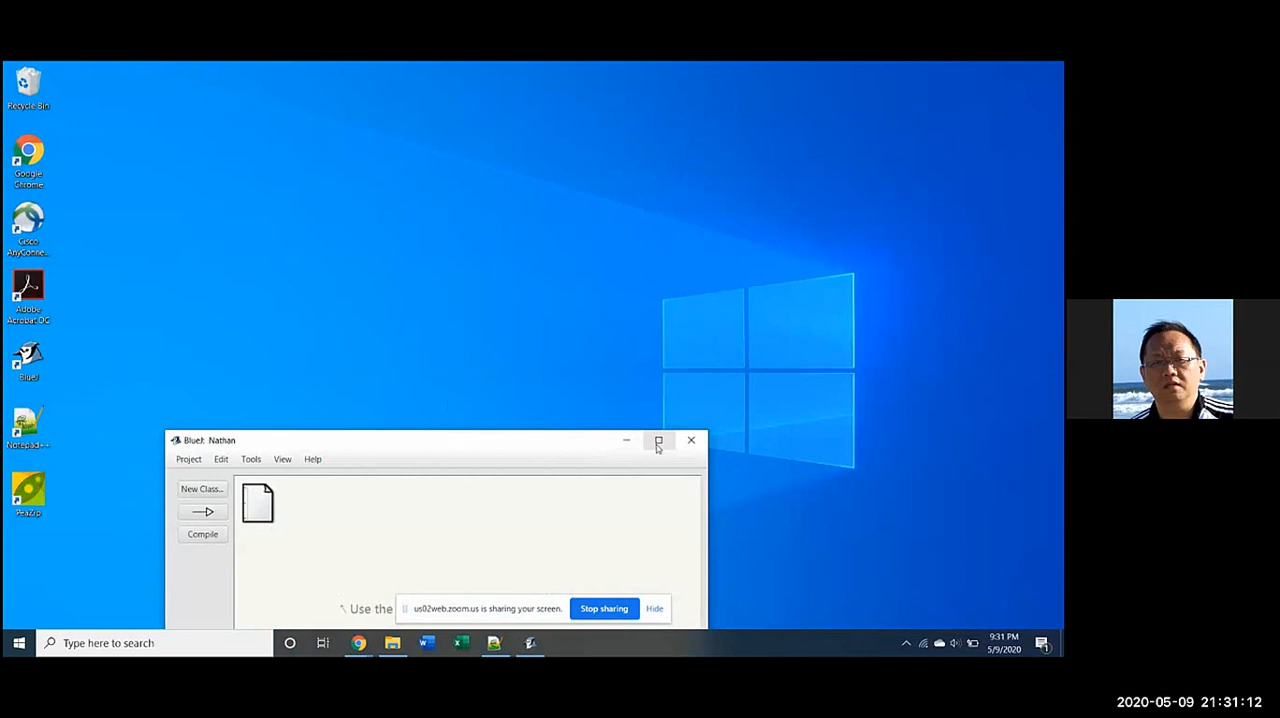 Recycle Bin
Google
Chrome
Cisco
AnyConne...
Adobe
Acrobat DC
BlueJ
Notepad++
PeaZip
BlueJ: Nathan
Project Edit Tools View Help
New Class...
Compile
Use the
us02web.zoom.us is sharing your screen. Stop sharing Hide
Type here to search
9:31 PM
5/9/2020
2020-05-09 21:31:12